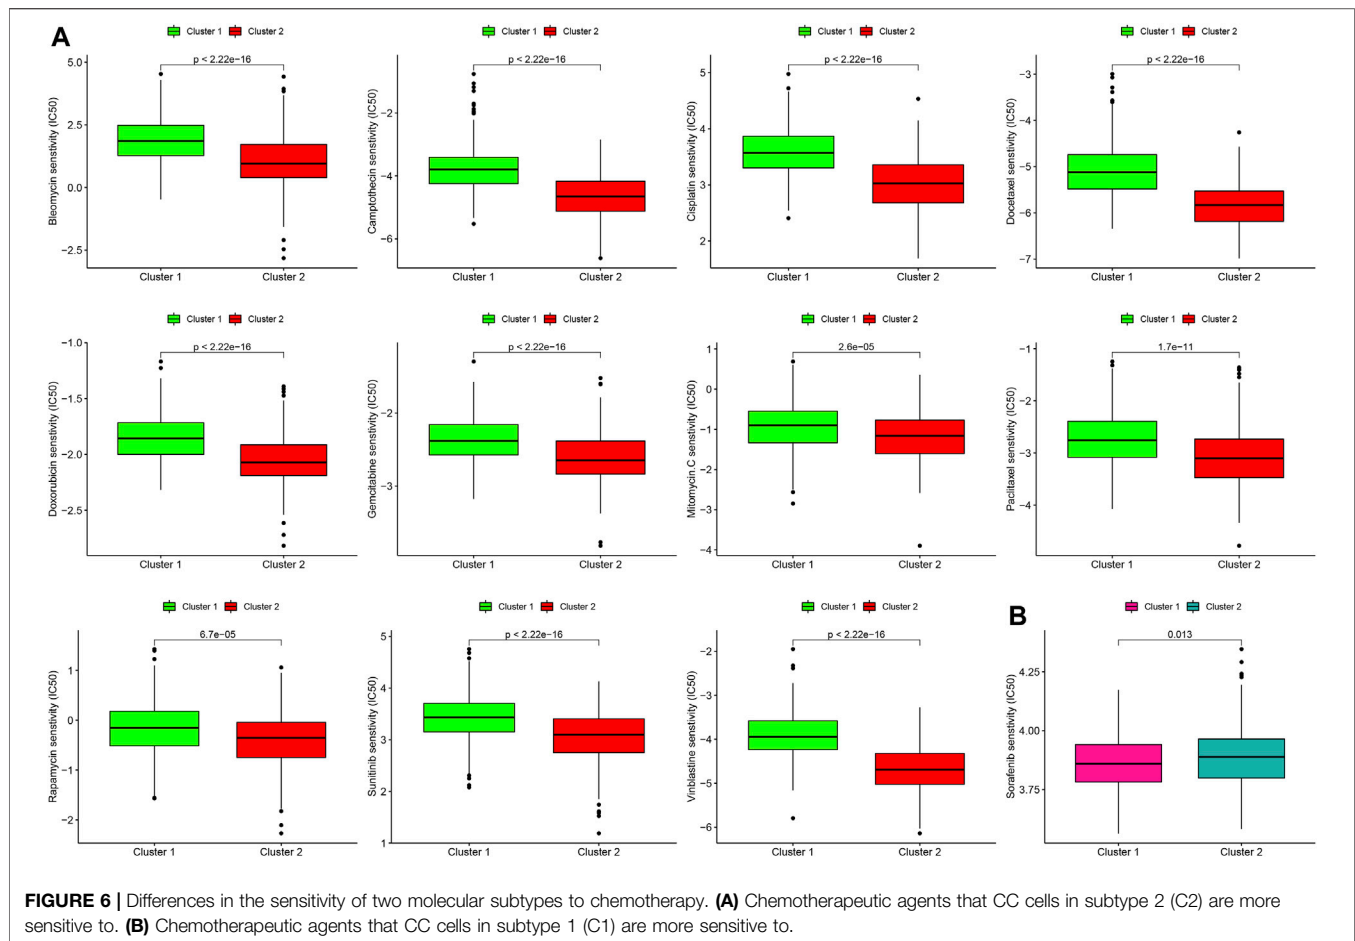 A
Cluster 1 Cluster 2
p < 2.22e−16
Bleomycin senstivity (IC50)
5.0
2.5
0.0
−2.5
Cluster 1 Cluster 2
Cluster 1 Cluster 2
p < 2.22e−16
Camptothecin senstivity (IC50)
−2
−4
−6
Cluster 1 Cluster 2
Cluster 1 Cluster 2
p < 2.22e−16
Cisplatin senstivity (IC50)
5
4
3
2
Cluster 1 Cluster 2
Cluster 1 Cluster 2
p < 2.22e−16
Docetaxel senstivity (IC50)
−3
−4
−5
−6
−7
Cluster 1 Cluster 2
Cluster 1 Cluster 2
p < 2.22e−16
Doxorubicin senstivity (IC50)
−1.0
−1.5
−2.0
−2.5
Cluster 1 Cluster 2
Cluster 1 Cluster 2
p < 2.22e−16
Gemcitabine senstivity (IC50)
−2
−3
Cluster 1 Cluster 2
Cluster 1 Cluster 2
2.6e−05
Mitomycin.C senstivity (IC50)
1
0
−1
−2
−3
−4
Cluster 1 Cluster 2
Cluster 1 Cluster 2
1.7e−11
Paclitaxel senstivity (IC50)
−1
−2
−3
−4
Cluster 1 Cluster 2
Cluster 1 Cluster 2
6.7e−05
Rapamycin senstivity (IC50)
1
0
−1
−2
Cluster 1 Cluster 2
Cluster 1 Cluster 2
p < 2.22e−16
Sunitinib senstivity (IC50)
5
4
3
2
1
Cluster 1 Cluster 2
Cluster 1 Cluster 2
p < 2.22e−16
Vinblastine senstivity (IC50)
−2
−3
−4
−5
−6
Cluster 1 Cluster 2
B
Cluster 1 Cluster 2
0.013
Sorafenib senstivity (IC50)
4.25
4.00
3.75
Cluster 1 Cluster 2
FIGURE 6 | Differences in the sensitivity of two molecular subtypes to chemotherapy. (A) Chemotherapeutic agents that CC cells in subtype 2 (C2) are more
sensitive to. (B) Chemotherapeutic agents that CC cells in subtype 1 (C1) are more sensitive to.